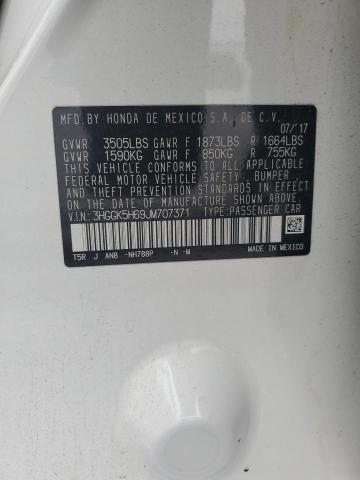 MFD.BY HONDA DE MEXICO S.A. DE C.V.
07/'17
GVWR 3505LBS GAWR F 1873LBS R 1664LBS
GVWR 1590KG GAWR F 850KG R 755KG
THIS VEHICLE CONFORMS TO ALL APPLICABLE
FEDERAL MOTOR VEHICLE SAFETY, BUMPER,
AND THEFT PREVENTION STANDARDS IN EFFECT
ON THE DATE OF MANUFACTURE SHOWN ABOVE.
V.I.N: 3HGGK5H69JM707371 TYPE:PASSENGER CAR
MADE IN MEXICO
T5R J AN8 -NH788P -N -M